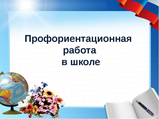 Профориентационная
работа
в школе